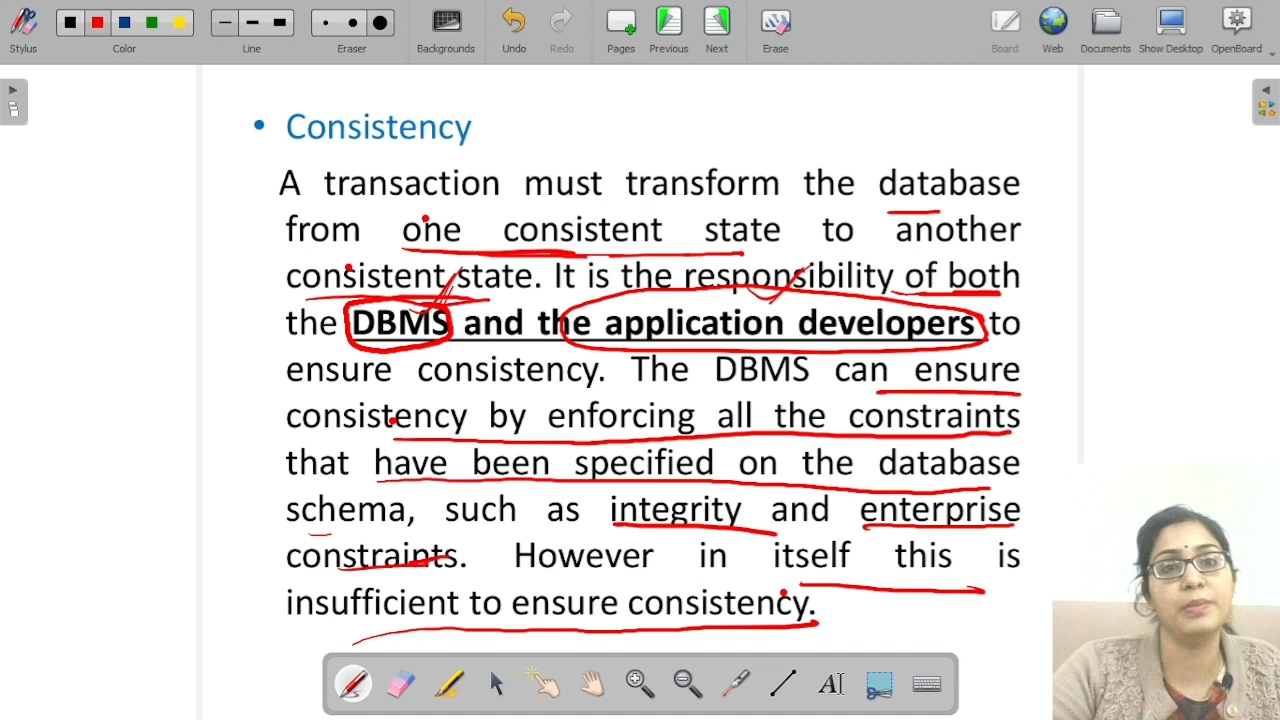 Stylus
Color
Line
Eraser
Backgrounds
Undo
Redo
Pages
Previous
Next
Erase
Board
Web
Documents
Show Desktop
OpenBoard
• Consistency
A transaction must transform the database
from one consistent state to another
consistent state. It is the responsibility of both
the DBMS and the application developers to
ensure consistency. The DBMS can ensure
consistency by enforcing all the constraints
that have been specified on the database
schema, such as integrity and enterprise
constraints. However in itself this is
insufficient to ensure consistency.